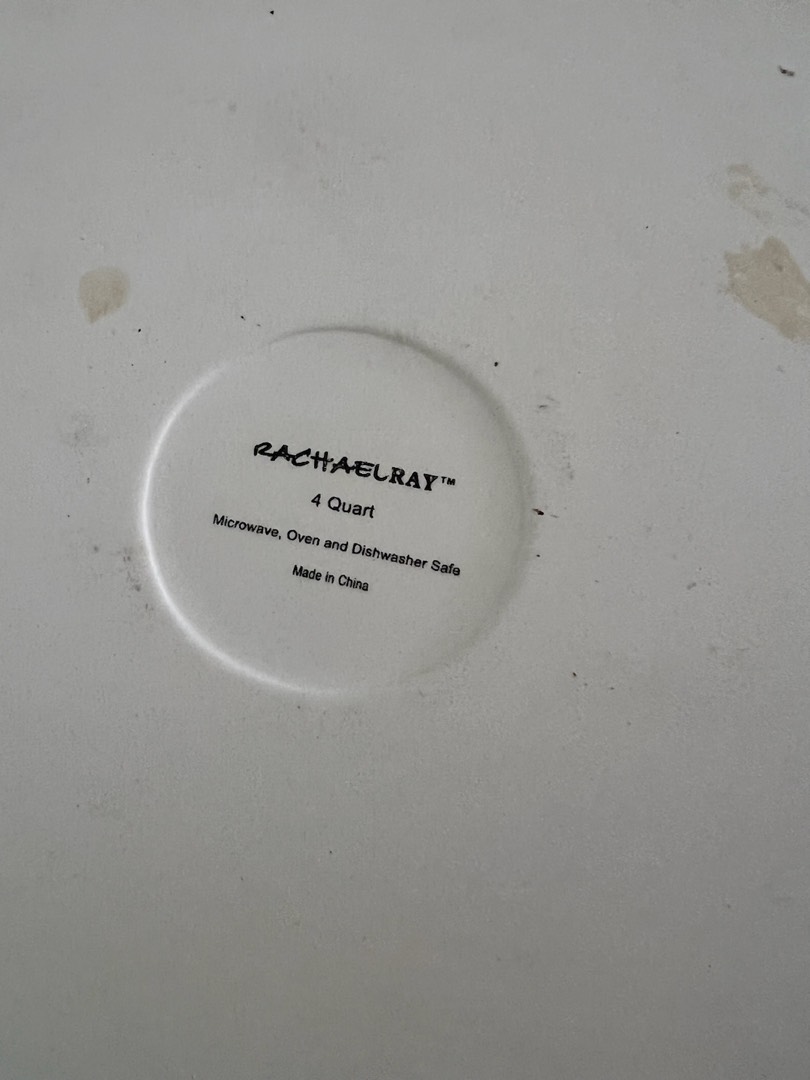 RACHAELRAY™
4 Quart
Microwave, Oven and Dishwasher Safe
Made in China